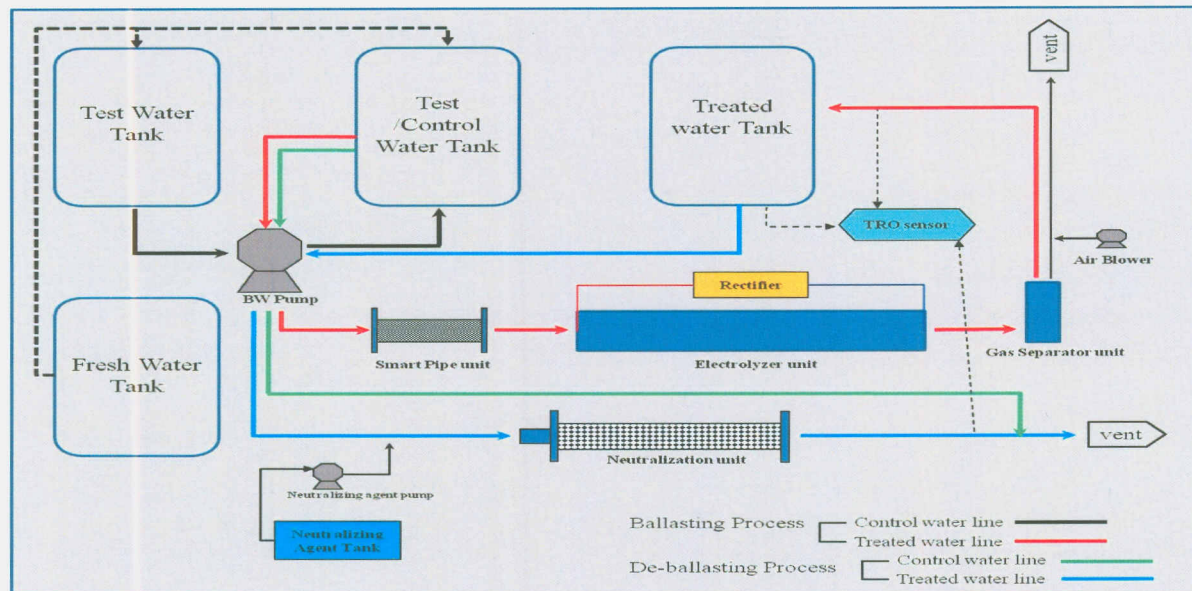 vent
Test Water
Tank
Test
/Control
Water Tank
Treated
water Tank
TRO sensor
Air Blower
BW Pump
Rectifier
Fresh Water
Tank
Smart Pipe unit
Electrolyzer unit
Gas Separator unit
vent
Neutralization unit
Neutralizing agent pump
Neutralizing
Agent Tank
Ballasting Process
Control water line
Treated water line
De-ballasting Process
Control water line
Treated water line